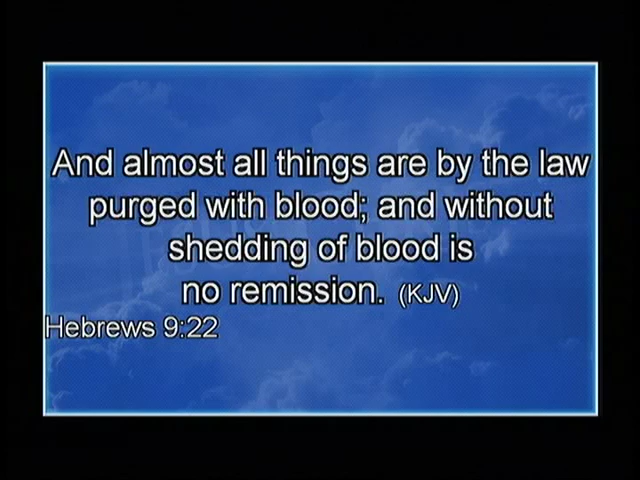 And almost all things are by the law
purged with blood; and without
shedding of blood is
no remission. (KJV)
Hebrews 9:22